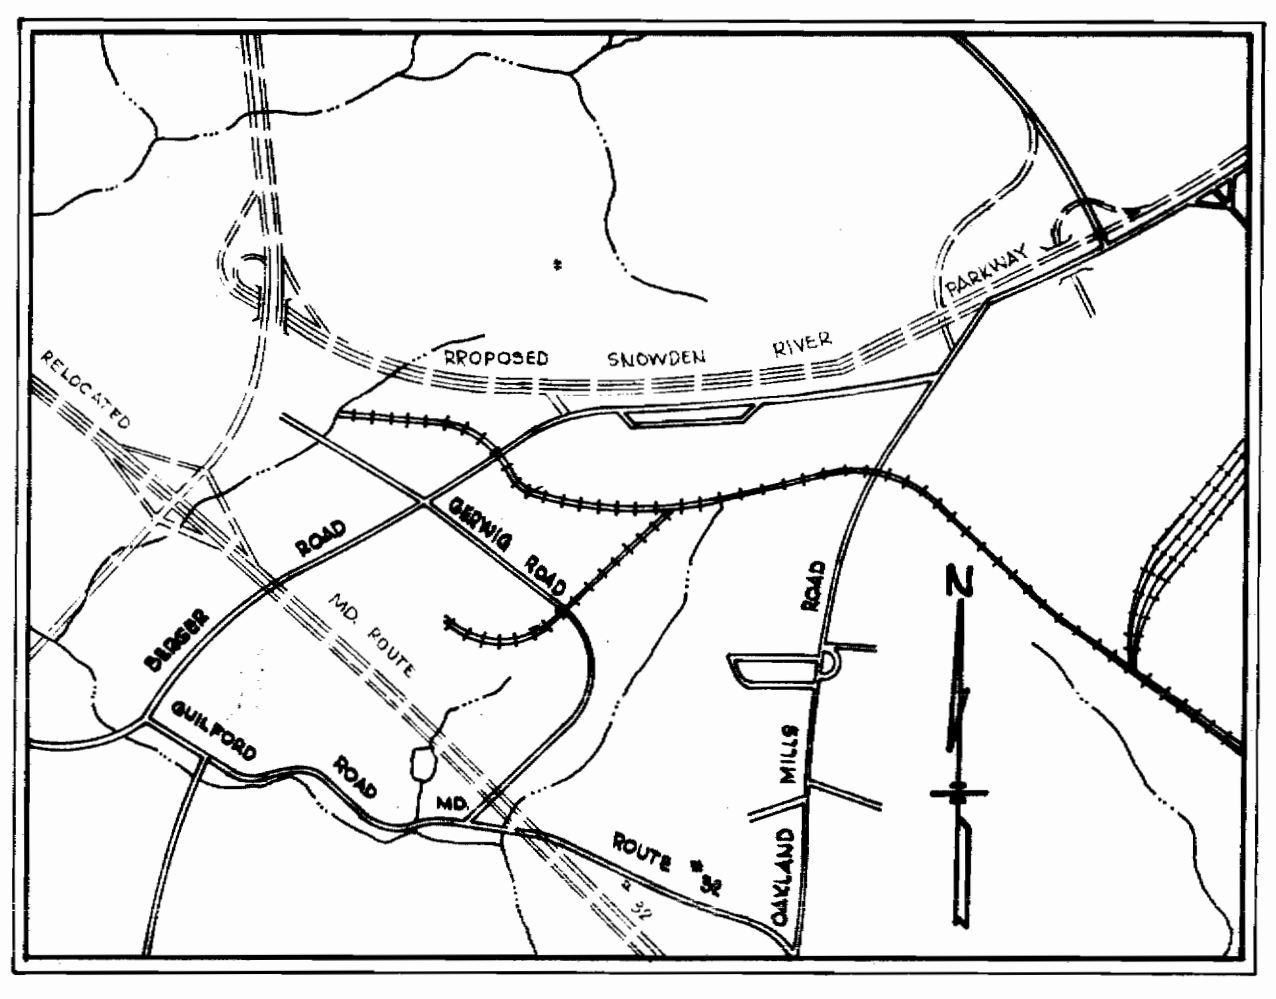 PARKWAY
RROPOSED SNOWDEN RIVER
RELOCATED
GERWIG ROAD
BERGER ROAD
MD. ROUTE
# 32
N
GUILFORD ROAD
MD. ROUTE # 32
OAKLAND MILLS ROAD